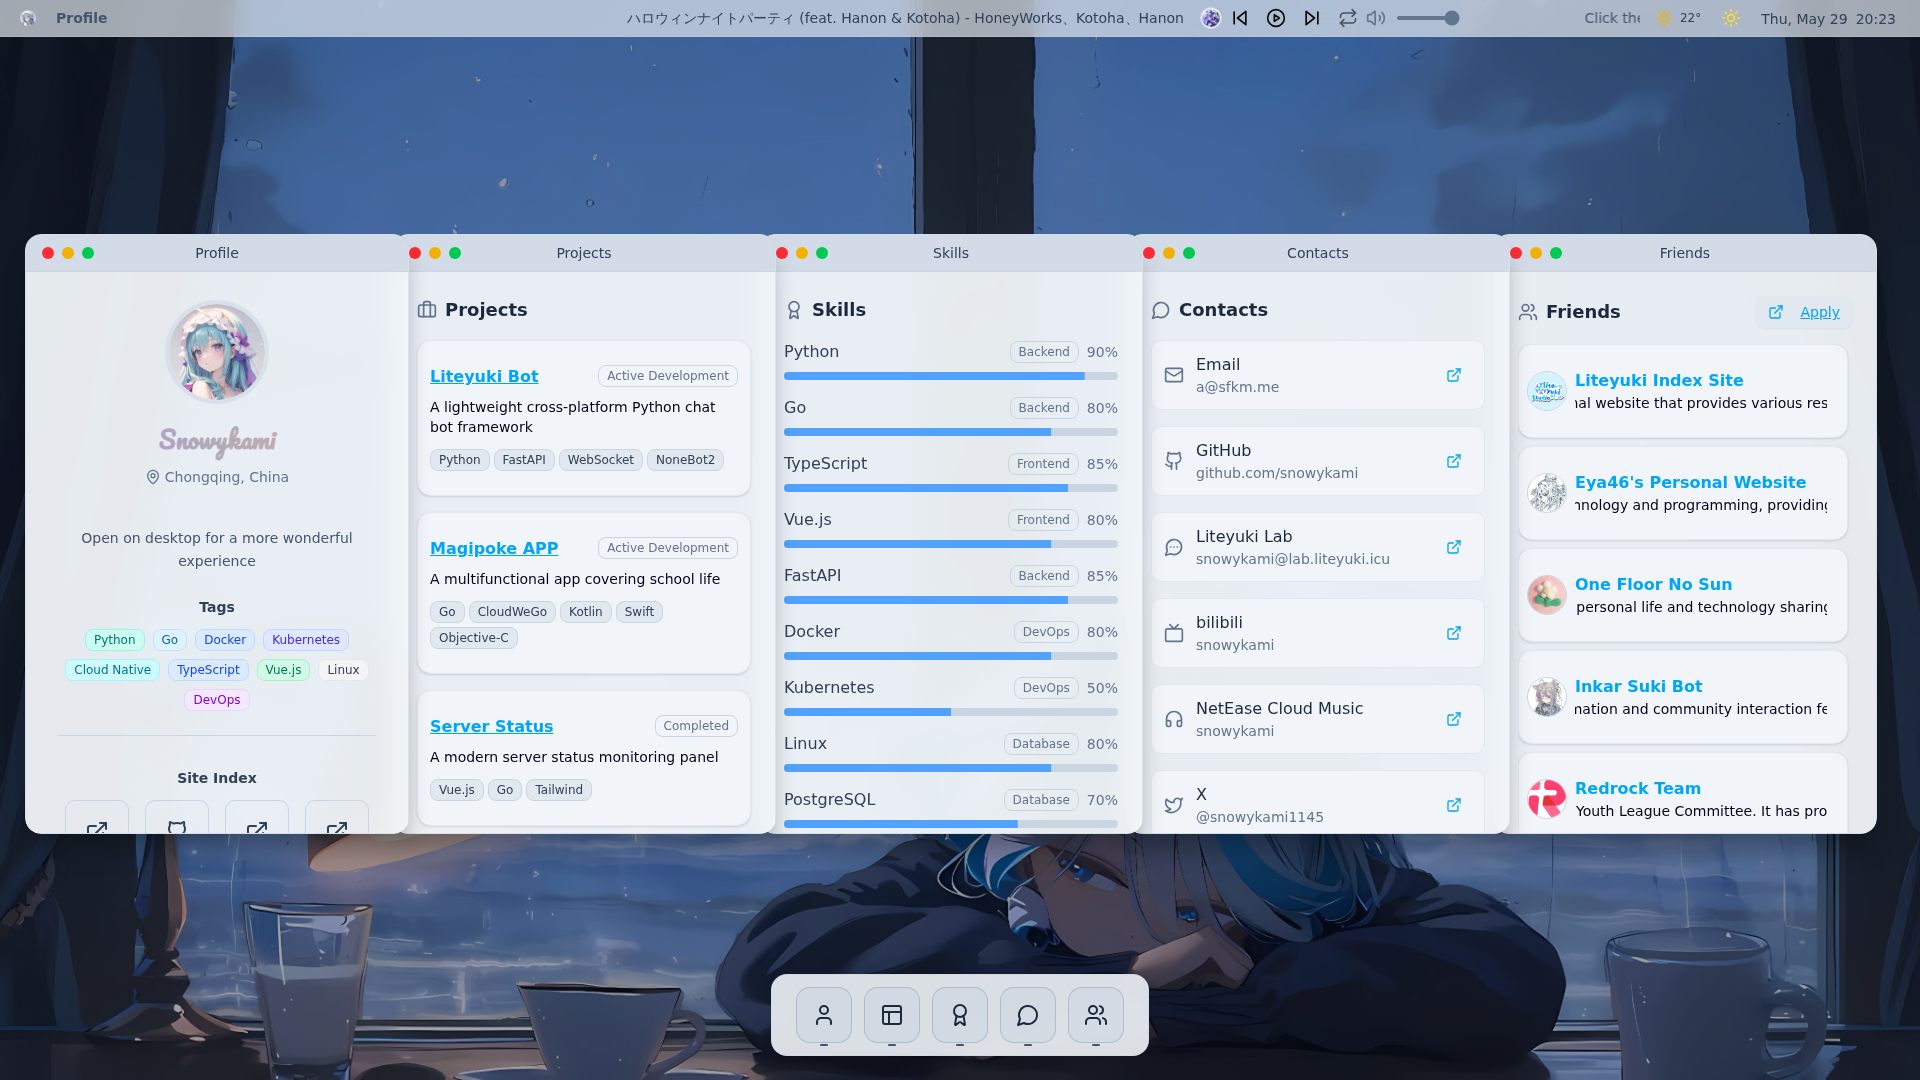 Profile
ハロウィンナイトパーティ (feat. Hanon & Kotoha) - HoneyWorks、Kotoha、Hanon
Click the
22°
Thu, May 29 20:23
Profile
Snowykami
Chongqing, China
Open on desktop for a more wonderful
experience
Tags
Python Go Docker Kubernetes
Cloud Native TypeScript Vue.js Linux
DevOps
Site Index
Projects
Projects
Liteyuki Bot Active Development
A lightweight cross-platform Python chat
bot framework
Python FastAPI WebSocket NoneBot2
Magipoke APP Active Development
A multifunctional app covering school life
Go CloudWeGo Kotlin Swift
Objective-C
Server Status Completed
A modern server status monitoring panel
Vue.js Go Tailwind
Skills
Skills
Python Backend 90%
Go Backend 80%
TypeScript Frontend 85%
Vue.js Frontend 80%
FastAPI Backend 85%
Docker DevOps 80%
Kubernetes DevOps 50%
Linux Database 80%
PostgreSQL Database 70%
Contacts
Contacts
Email
a@sfkm.me
GitHub
github.com/snowykami
Liteyuki Lab
snowykami@lab.liteyuki.icu
bilibili
snowykami
NetEase Cloud Music
snowykami
X
@snowykami1145
Friends
Friends Apply
Liteyuki Index Site
nal website that provides various res
Eya46's Personal Website
nnology and programming, providing
One Floor No Sun
personal life and technology sharing
Inkar Suki Bot
nation and community interaction fe
Redrock Team
Youth League Committee. It has pro